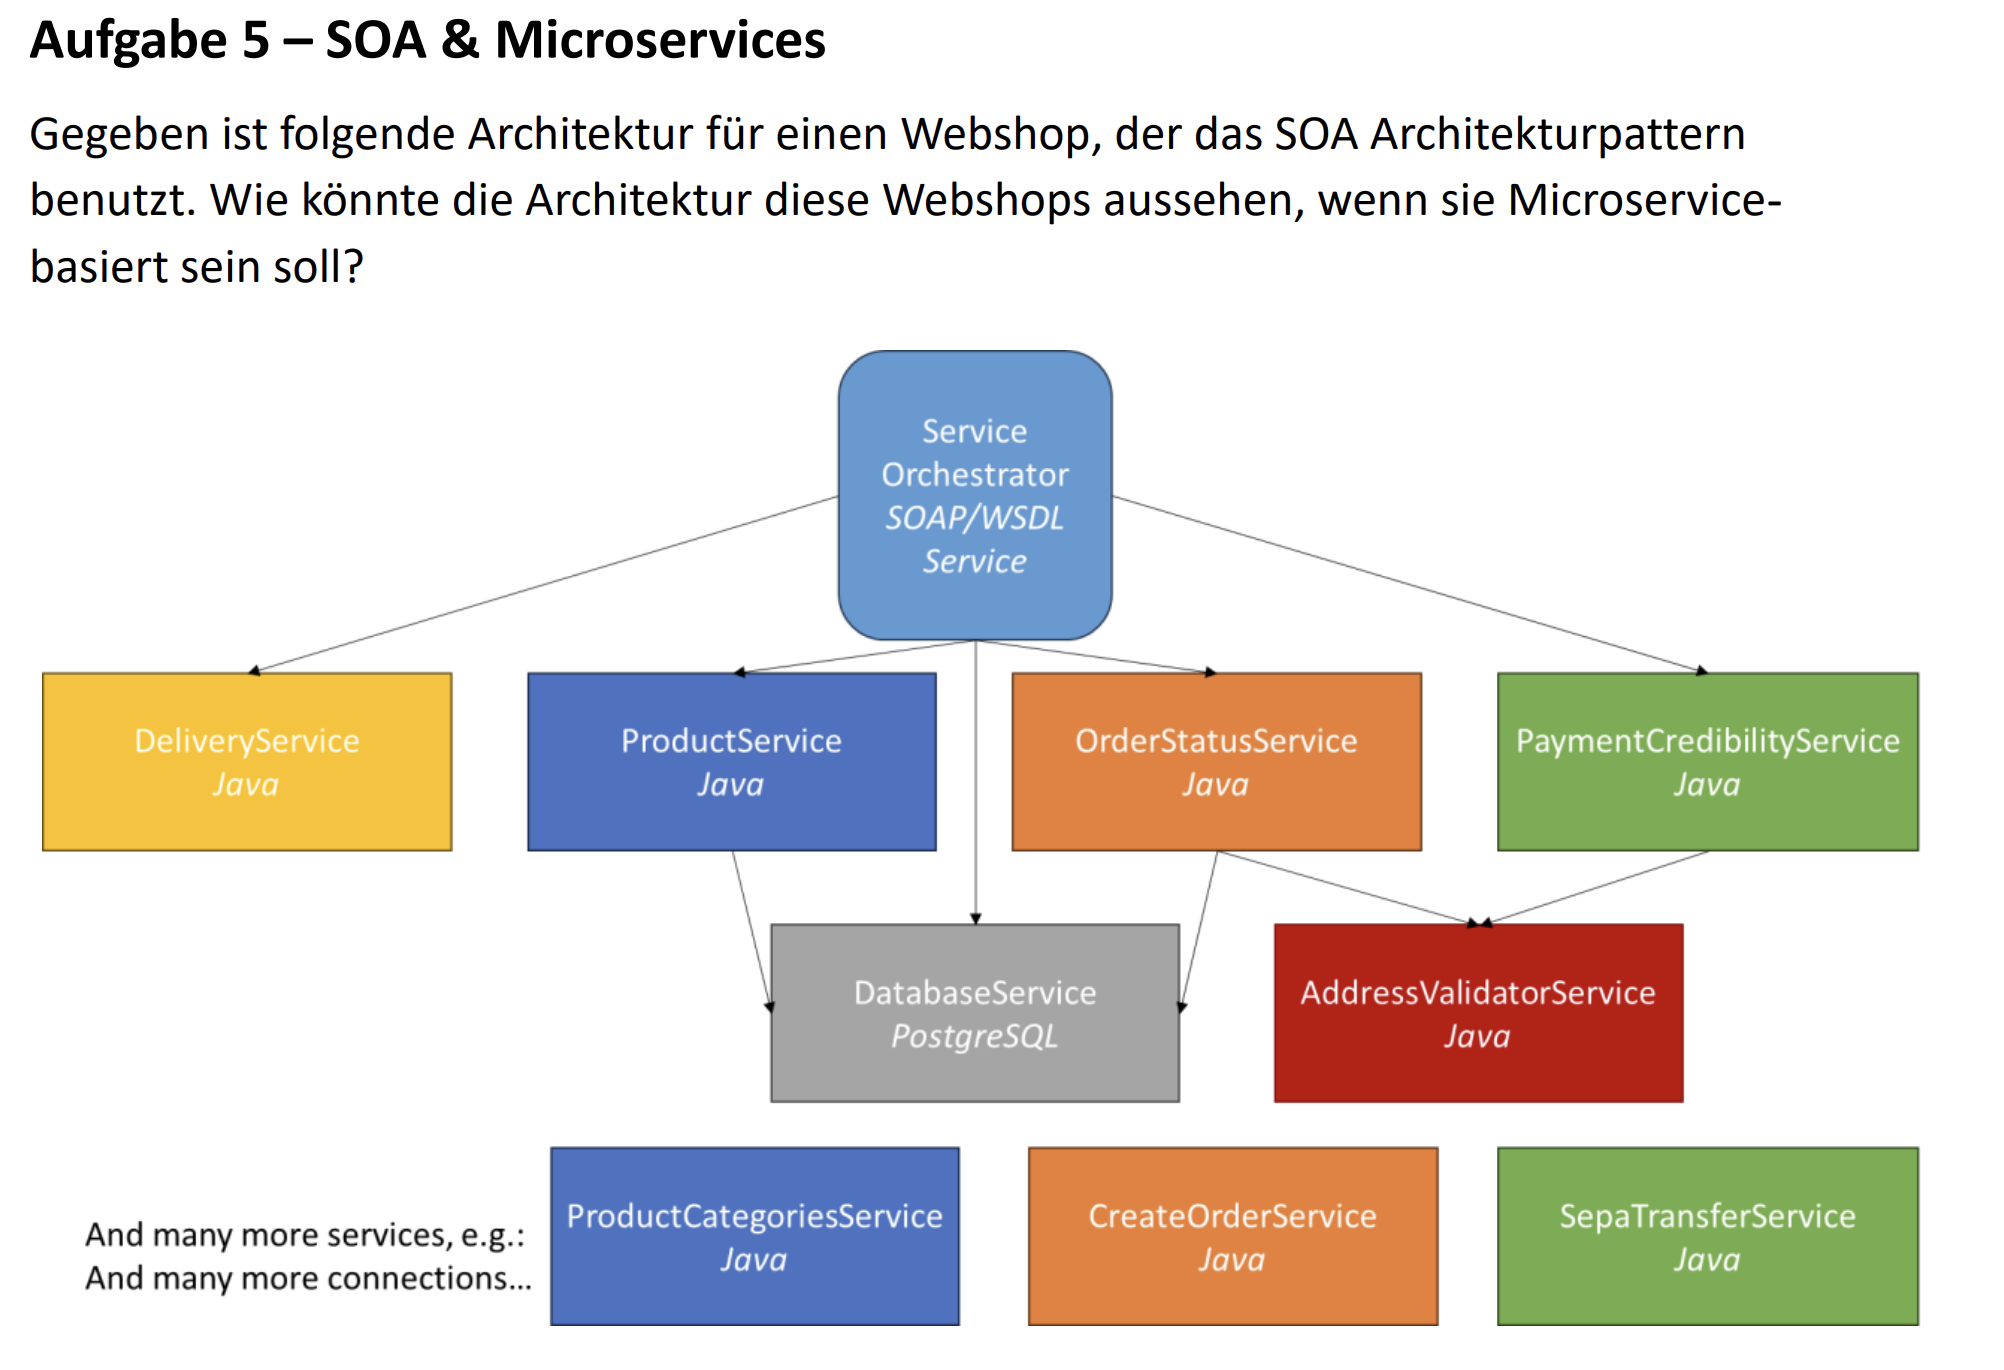 Aufgabe 5 – SOA & Microservices
Gegeben ist folgende Architektur für einen Webshop, der das SOA Architekturpattern
benutzt. Wie könnte die Architektur diese Webshops aussehen, wenn sie Microservice-
basiert sein soll?
Service
Orchestrator
SOAP/WSDL
Service
DeliveryService
Java
ProductService
Java
OrderStatusService
Java
PaymentCredibilityService
Java
DatabaseService
PostgreSQL
AddressValidatorService
Java
And many more services, e.g.:
And many more connections...
ProductCategoriesService
Java
CreateOrderService
Java
SepaTransferService
Java